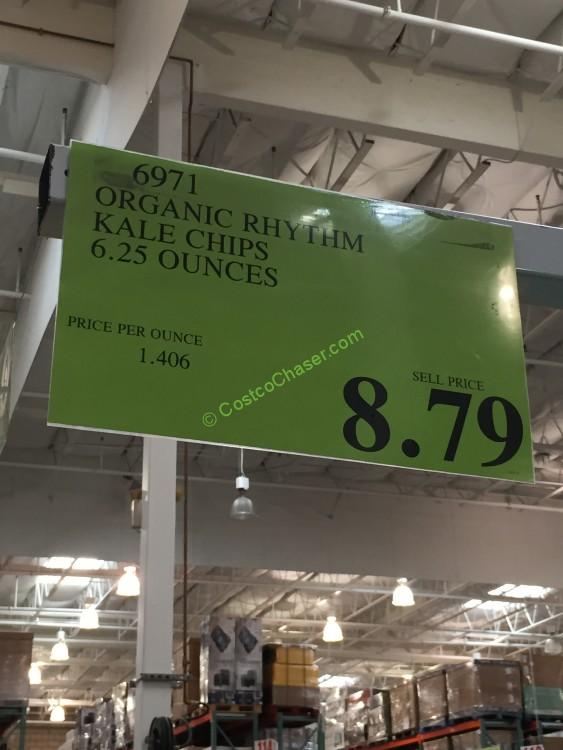 6971
ORGANIC RHYTHM
KALE CHIPS
6.25 OUNCES
PRICE PER OUNCE
1.406
SELL PRICE
8.79
© CostcoChaser.com